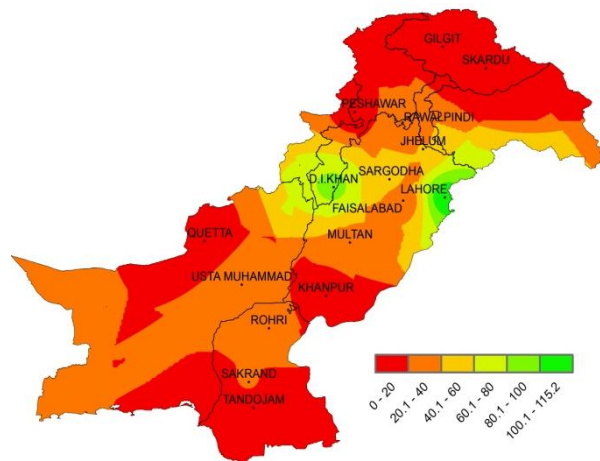 GILGIT
SKARDU
PESHAWAR
RAWALPINDI
JHELUM
SARGODHA
D.I.KHAN
LAHORE
FAISALABAD
MULTAN
QUETTA
USTA MUHAMMAD
KHANPUR
ROHRI
SAKRAND
TANDOJAM
0 - 20
20.1 - 40
40.1 - 60
60.1 - 80
80.1 - 100
100.1 - 115.2